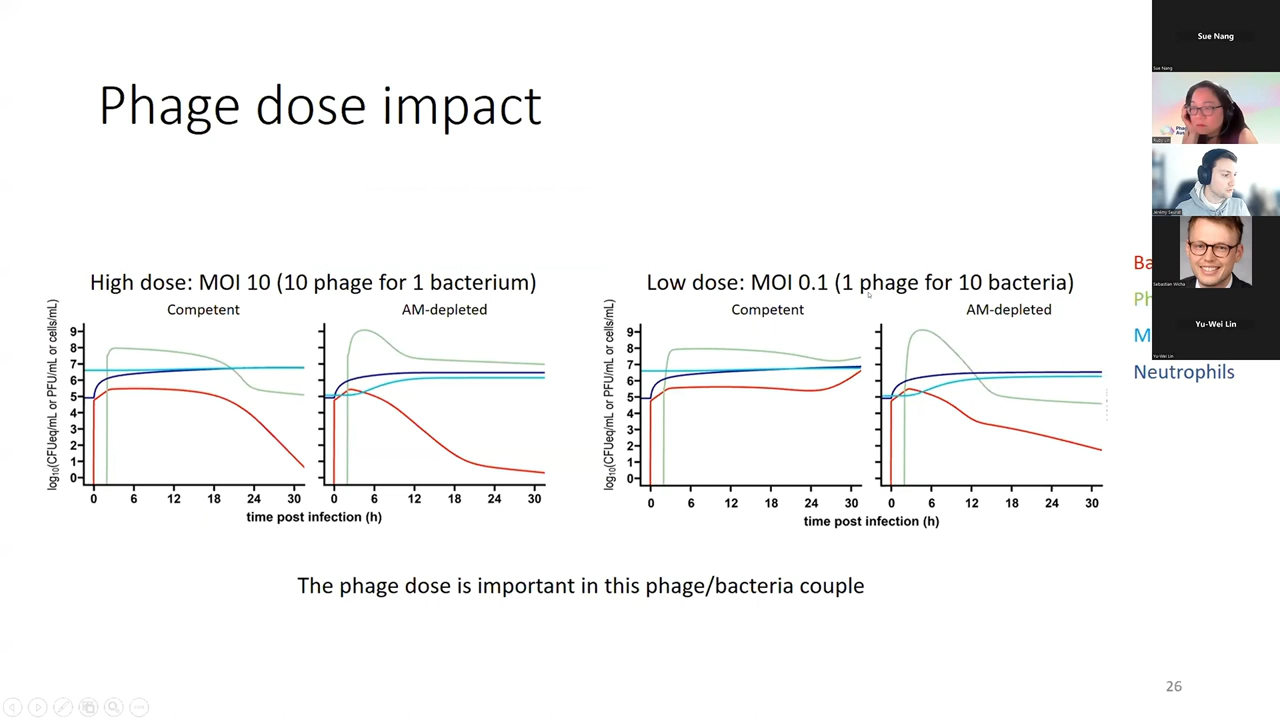 Phage dose impact
High dose: MOI 10 (10 phage for 1 bacterium)
Competent
AM-depleted
log10(CFUeq/mL or PFU/mL or cells/mL)
9
8
7
6
5
4
3
2
1
0
0 6 12 18 24 30
0 6 12 18 24 30
time post infection (h)
Low dose: MOI 0.1 (1 phage for 10 bacteria)
Competent
AM-depleted
log10(CFUeq/mL or PFU/mL or cells/mL)
9
8
7
6
5
4
3
2
1
0
0 6 12 18 24 30
0 6 12 18 24 30
time post infection (h)
Ba
Ph
M
Neutrophils
The phage dose is important in this phage/bacteria couple
26
Sue Nang
Sue Nang
Ruby Lin
Jérémy Seurat
Sebastian Wicha
Yu-Wei Lin
Yu-Wei Lin